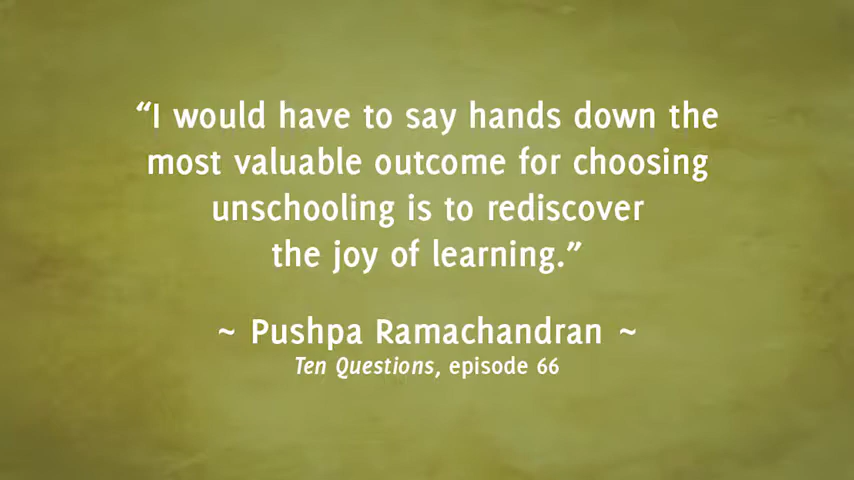 “I would have to say hands down the
most valuable outcome for choosing
unschooling is to rediscover
the joy of learning.”
~ Pushpa Ramachandran ~
Ten Questions, episode 66